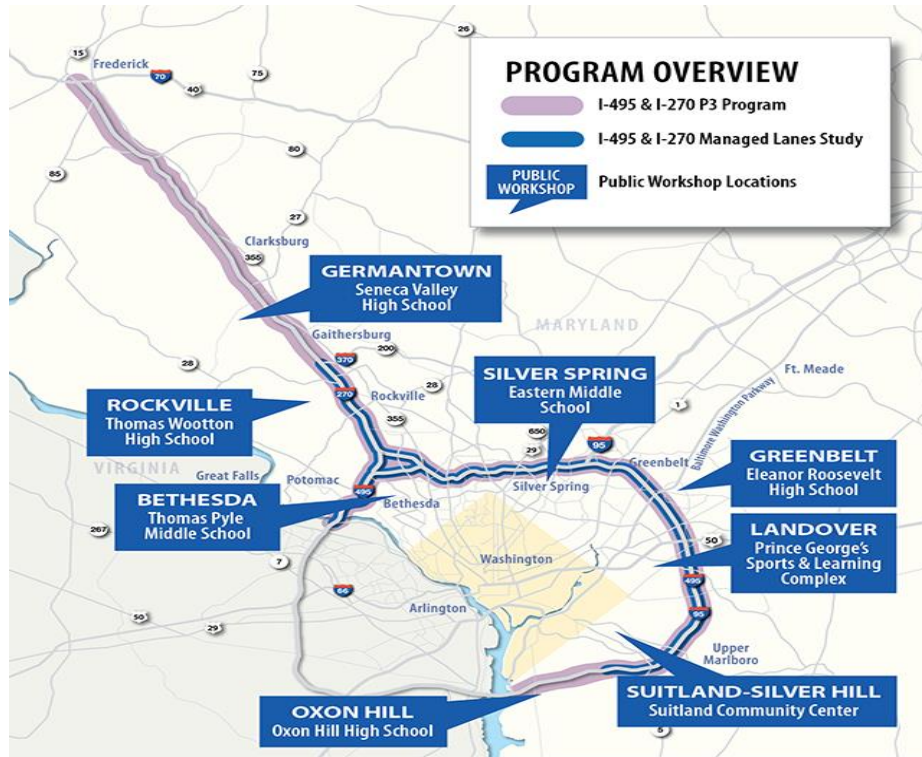 PROGRAM OVERVIEW
I-495 & I-270 P3 Program
I-495 & I-270 Managed Lanes Study
PUBLIC
WORKSHOP
Public Workshop Locations
26
15
Frederick
70
75
40
80
85
27
Clarksburg
355
GERMANTOWN
Seneca Valley
High School
MARYLAND
Gaithersburg
200
370
28
Ft. Meade
270
Rockville
28
355
SILVER SPRING
Eastern Middle
School
ROCKVILLE
Thomas Wootton
High School
1
Baltimore Washington Parkway
650
29
95
VIRGINIA
Great Falls
Potomac
495
Silver Spring
Greenbelt
GREENBELT
Eleanor Roosevelt
High School
BETHESDA
Thomas Pyle
Middle School
Bethesda
267
7
50
LANDOVER
Prince George's
Sports & Learning
Complex
Washington
66
Arlington
495
95
50
29
Upper
Marlboro
SUITLAND-SILVER HILL
Suitland Community Center
OXON HILL
Oxon Hill High School
5